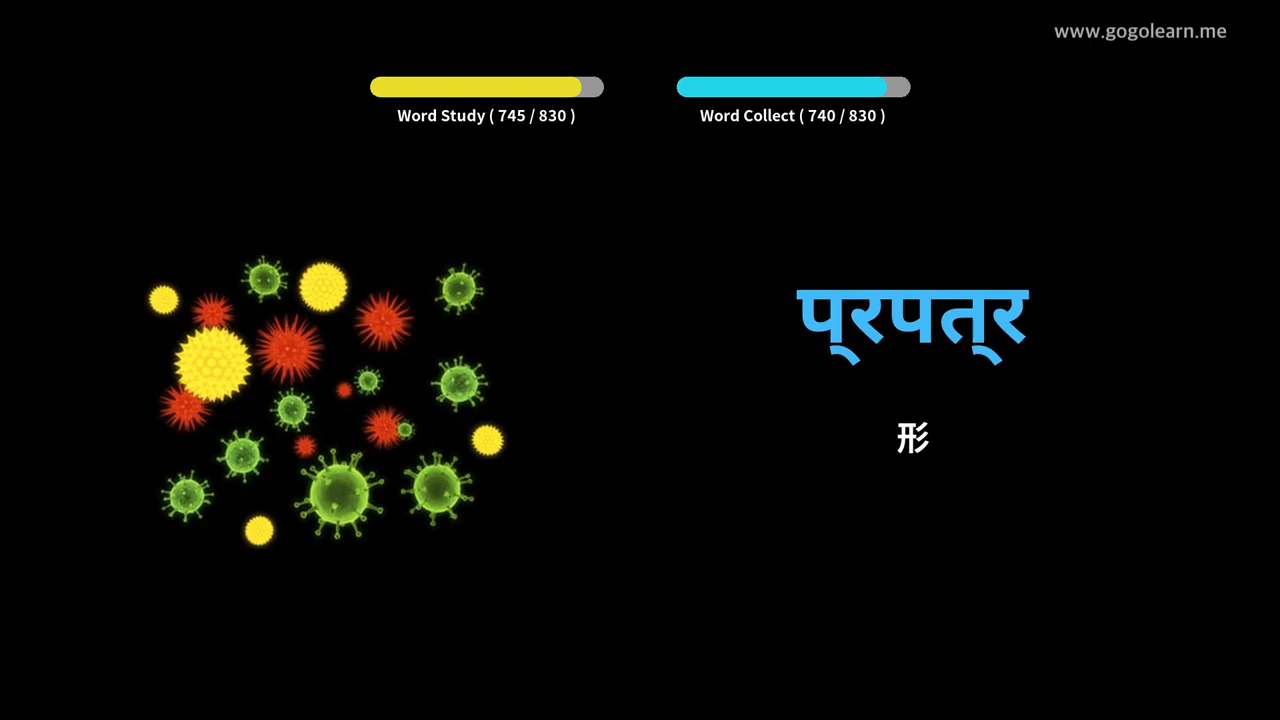 www.gogolearn.me
Word Study ( 745 / 830 )
Word Collect ( 740 / 830 )
प्‌रपत्‌र
形